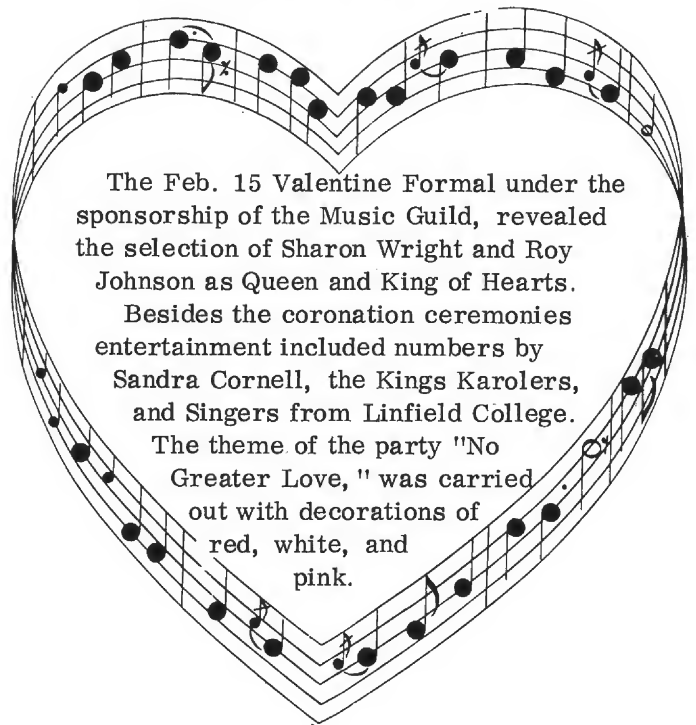 The Feb. 15 Valentine Formal under the
sponsorship of the Music Guild, revealed
the selection of Sharon Wright and Roy
Johnson as Queen and King of Hearts.
Besides the coronation ceremonies
entertainment included numbers by
Sandra Cornell, the Kings Karolers,
and Singers from Linfield College.
The theme of the party "No
Greater Love, " was carried
out with decorations of
red, white, and
pink.